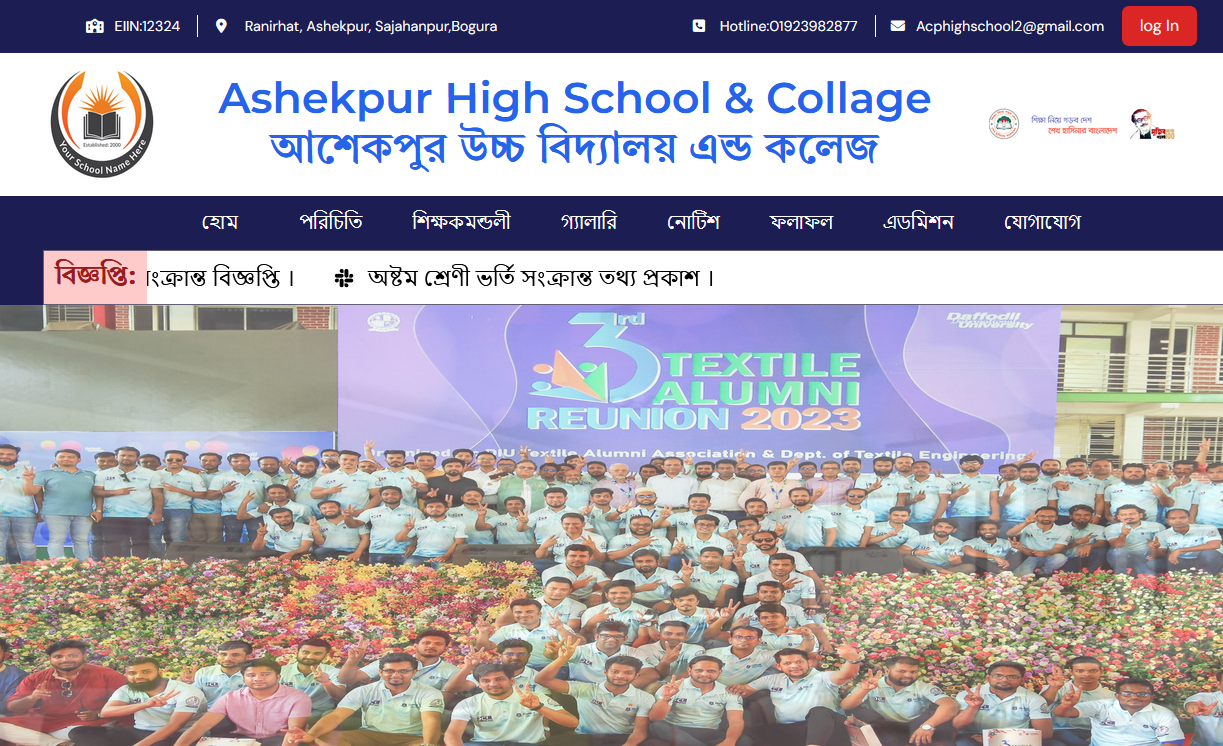 EIIN:12324
Ranirhat, Ashekpur, Sajahanpur,Bogura
Hotline:01923982877
Acphighschool2@gmail.com
log In
Established: 2000
Your School Name Here
Ashekpur High School & Collage
আশেকপুর উচ্চ বিদ্যালয় এন্ড কলেজ
শিক্ষা নিয়ে গড়ব দেশ
শেখ হাসিনার বাংলাদেশ
মুজিব
হোম পরিচিতি শিক্ষকমন্ডলী গ্যালারি নোটিশ ফলাফল এডমিশন যোগাযোগ
বিজ্ঞপ্তি: সংক্রান্ত বিজ্ঞপ্তি । অষ্টম শ্রেণী ভর্তি সংক্রান্ত তথ্য প্রকাশ ।
Daffodil
University
3rd TEXTILE
ALUMNI
REUNION 2023
DIU Textile Alumni Association & Dept. of Textile Engineering